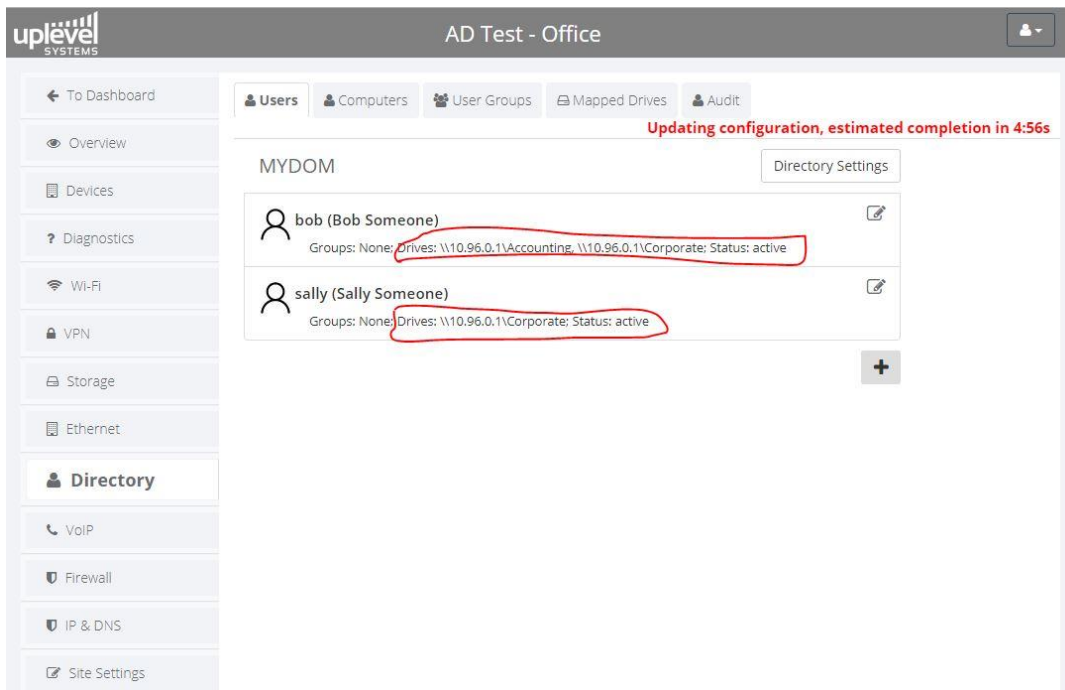 uplevel
SYSTEMS
AD Test - Office
To Dashboard
Overview
Devices
Diagnostics
Wi-Fi
VPN
Storage
Ethernet
Directory
VoIP
Firewall
IP & DNS
Site Settings
Users
Computers
User Groups
Mapped Drives
Audit
Updating configuration, estimated completion in 4:56s
MYDOM
Directory Settings
bob (Bob Someone)
Groups: None; Drives: \\10.96.0.1\Accounting, \\10.96.0.1\Corporate; Status: active
sally (Sally Someone)
Groups: None; Drives: \\10.96.0.1\Corporate; Status: active